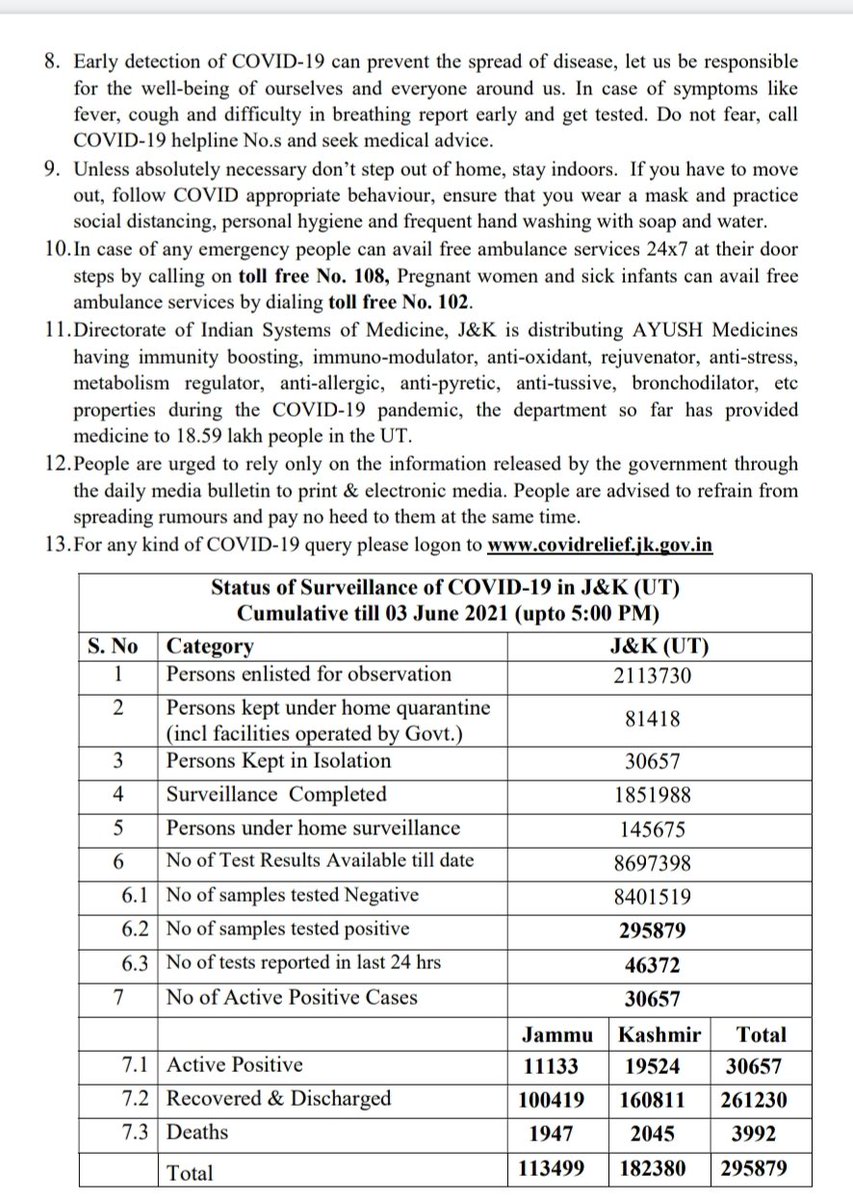 8. Early detection of COVID-19 can prevent the spread of disease, let us be responsible
for the well-being of ourselves and everyone around us. In case of symptoms like
fever, cough and difficulty in breathing report early and get tested. Do not fear, call
COVID-19 helpline No.s and seek medical advice.
9. Unless absolutely necessary don’t step out of home, stay indoors. If you have to move
out, follow COVID appropriate behaviour, ensure that you wear a mask and practice
social distancing, personal hygiene and frequent hand washing with soap and water.
10. In case of any emergency people can avail free ambulance services 24x7 at their door
steps by calling on toll free No. 108, Pregnant women and sick infants can avail free
ambulance services by dialing toll free No. 102.
11. Directorate of Indian Systems of Medicine, J&K is distributing AYUSH Medicines
having immunity boosting, immuno-modulator, anti-oxidant, rejuvenator, anti-stress,
metabolism regulator, anti-allergic, anti-pyretic, anti-tussive, bronchodilator, etc
properties during the COVID-19 pandemic, the department so far has provided
medicine to 18.59 lakh people in the UT.
12. People are urged to rely only on the information released by the government through
the daily media bulletin to print & electronic media. People are advised to refrain from
spreading rumours and pay no heed to them at the same time.
13. For any kind of COVID-19 query please logon to www.covidrelief.jk.gov.in
Status of Surveillance of COVID-19 in J&K (UT)
Cumulative till 03 June 2021 (upto 5:00 PM)
S. No Category J&K (UT)
1 Persons enlisted for observation 2113730
2 Persons kept under home quarantine
(incl facilities operated by Govt.) 81418
3 Persons Kept in Isolation 30657
4 Surveillance Completed 1851988
5 Persons under home surveillance 145675
6 No of Test Results Available till date 8697398
6.1 No of samples tested Negative 8401519
6.2 No of samples tested positive 295879
6.3 No of tests reported in last 24 hrs 46372
7 No of Active Positive Cases 30657
Jammu Kashmir Total
7.1 Active Positive 11133 19524 30657
7.2 Recovered & Discharged 100419 160811 261230
7.3 Deaths 1947 2045 3992
Total 113499 182380 295879